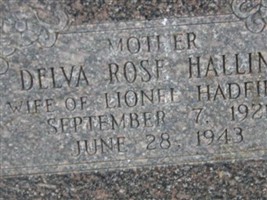 MOTHER
DELVA ROSE HALLIN
WIFE OF LIONEL HADFI
SEPTEMBER 7, 192
JUNE 28, 1943